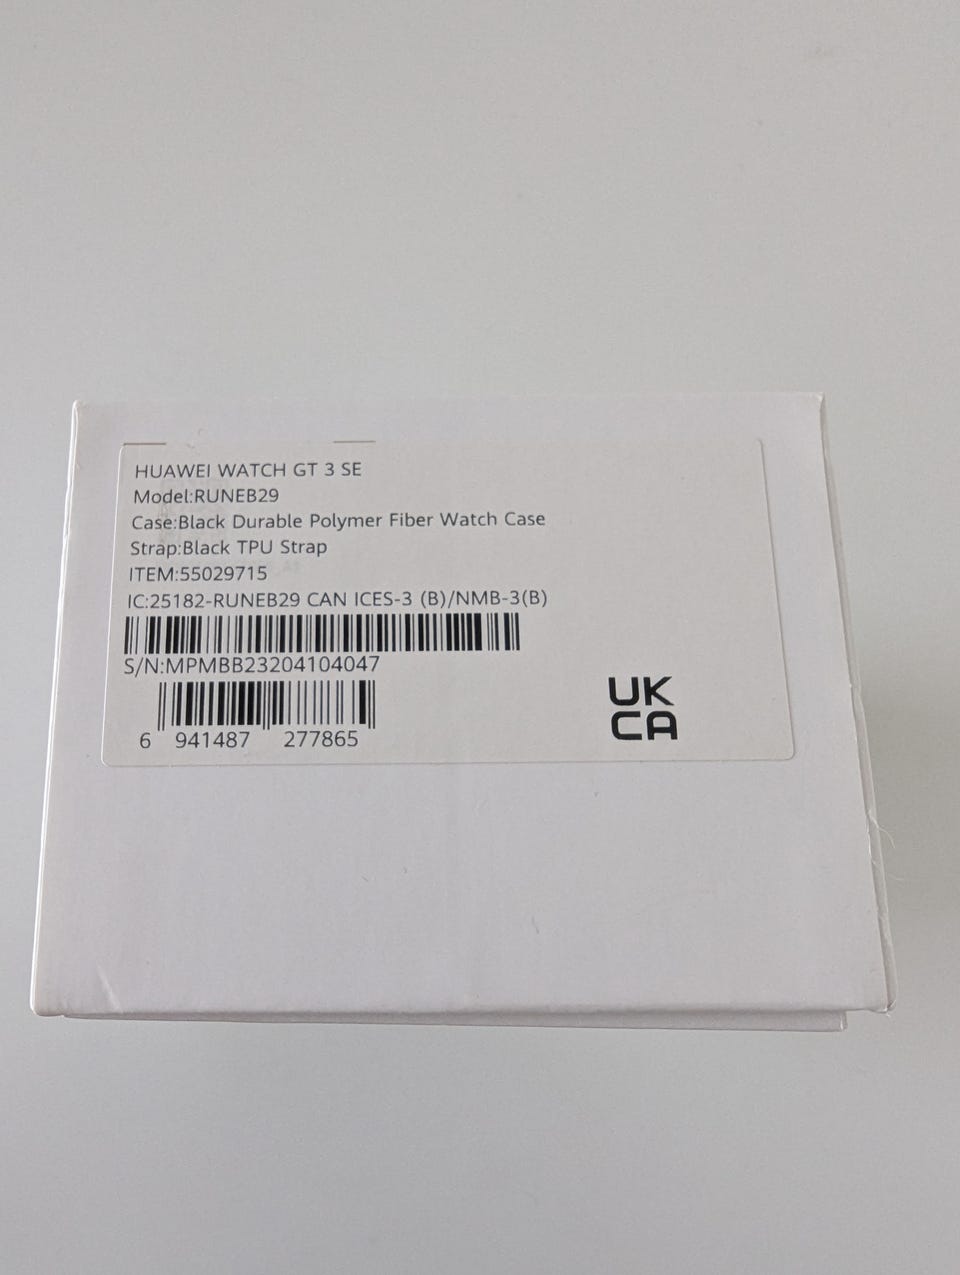 HUAWEI WATCH GT 3 SE
Model:RUNEB29
Case:Black Durable Polymer Fiber Watch Case
Strap:Black TPU Strap
ITEM:55029715
IC:25182-RUNEB29 CAN ICES-3 (B)/NMB-3(B)
S/N:MPMBB23204104047
6 941487 277865
UK
CA